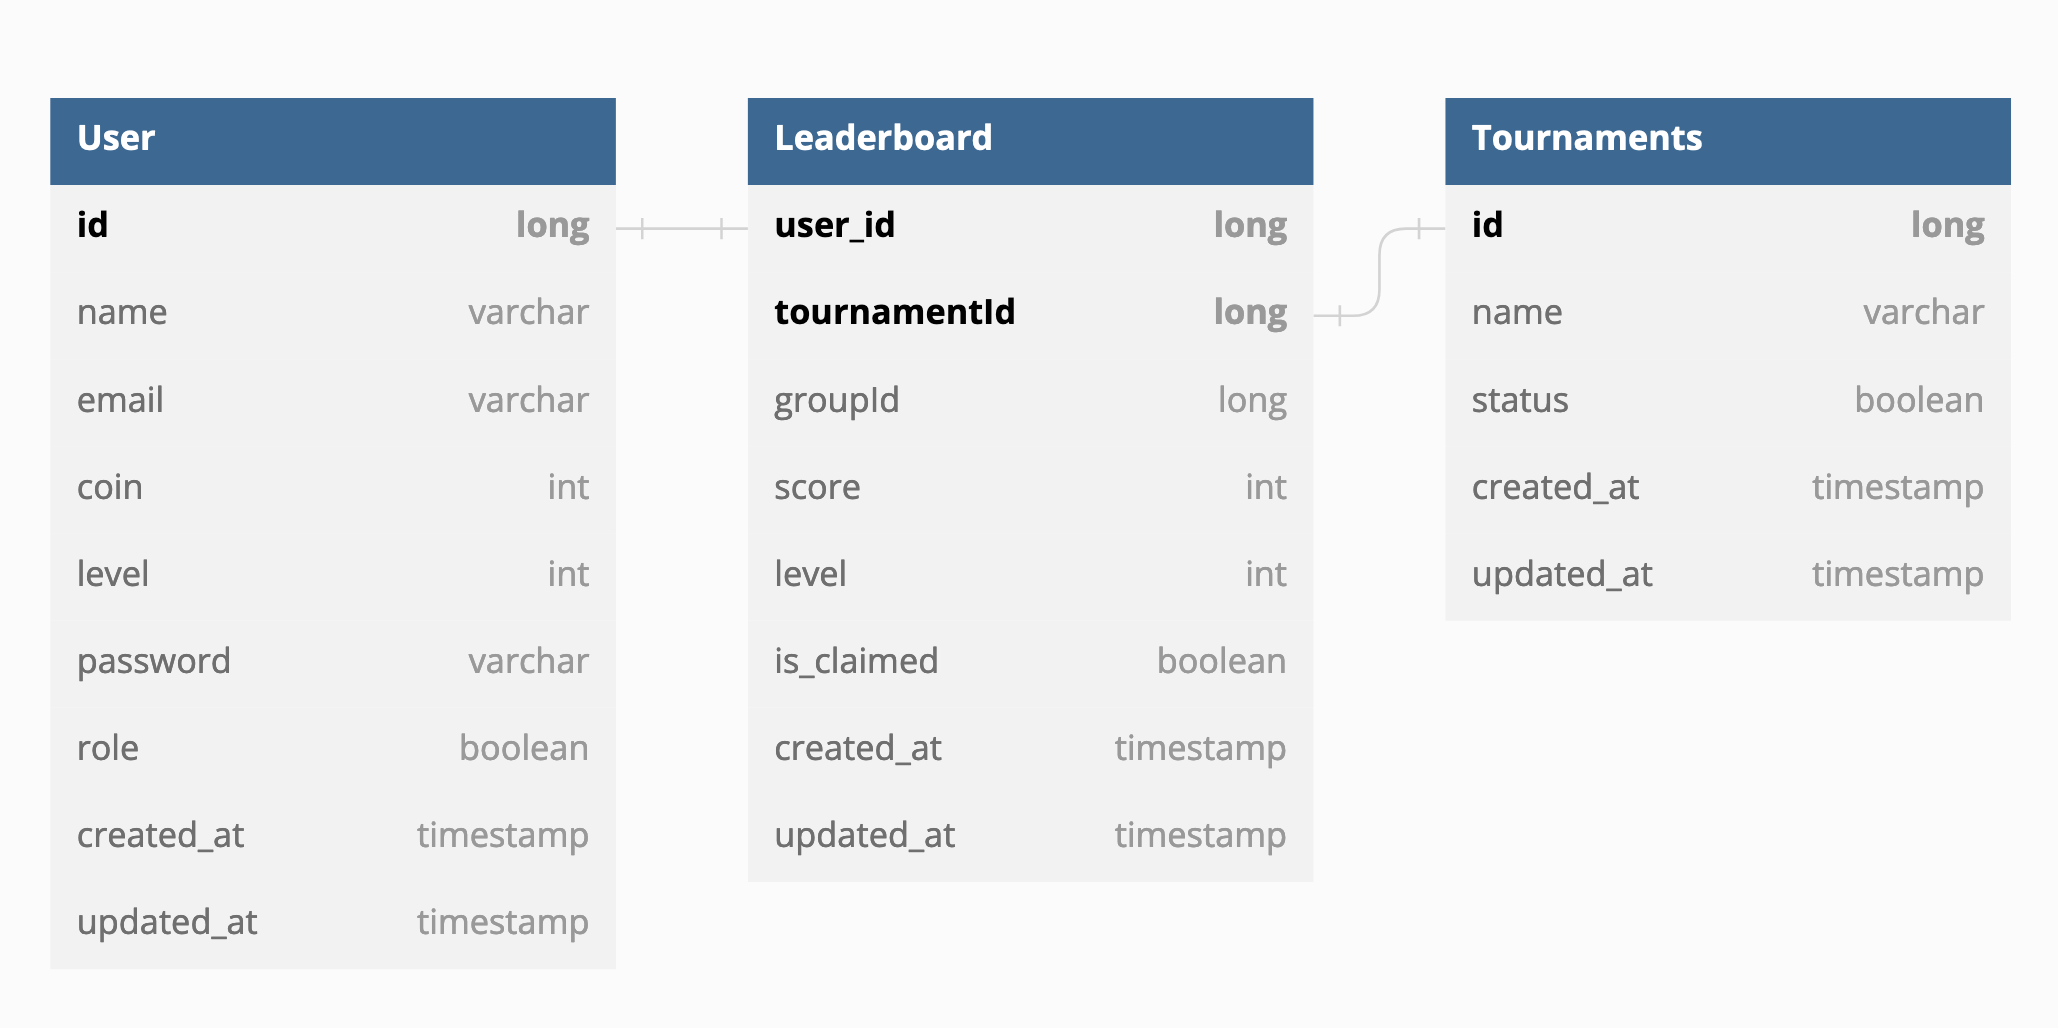 User
id long
name varchar
email varchar
coin int
level int
password varchar
role boolean
created_at timestamp
updated_at timestamp
Leaderboard
user_id long
tournamentId long
groupId long
score int
level int
is_claimed boolean
created_at timestamp
updated_at timestamp
Tournaments
id long
name varchar
status boolean
created_at timestamp
updated_at timestamp